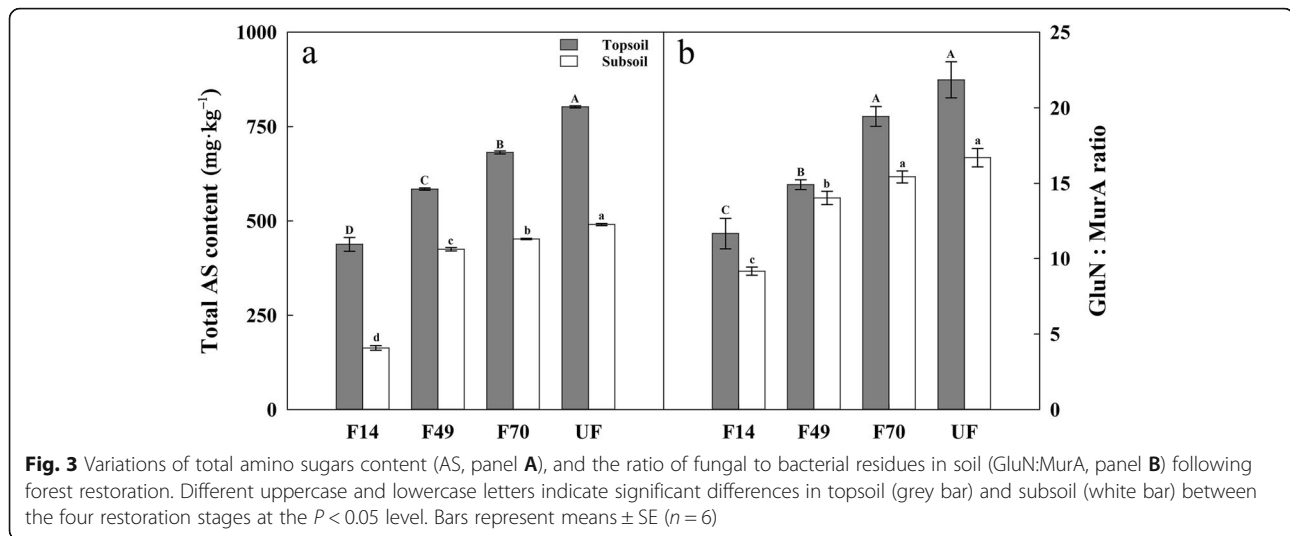 1000
750
500
250
0
Total AS content (mg·kg⁻¹)
a
Topsoil
Subsoil
D
d
C
c
B
b
A
a
F14
F49
F70
UF
b
C
c
B
b
A
a
A
a
F14
F49
F70
UF
25
20
15
10
5
0
GluN : MurA ratio
Fig. 3 Variations of total amino sugars content (AS, panel A), and the ratio of fungal to bacterial residues in soil (GluN:MurA, panel B) following
forest restoration. Different uppercase and lowercase letters indicate significant differences in topsoil (grey bar) and subsoil (white bar) between
the four restoration stages at the P < 0.05 level. Bars represent means ± SE (n = 6)